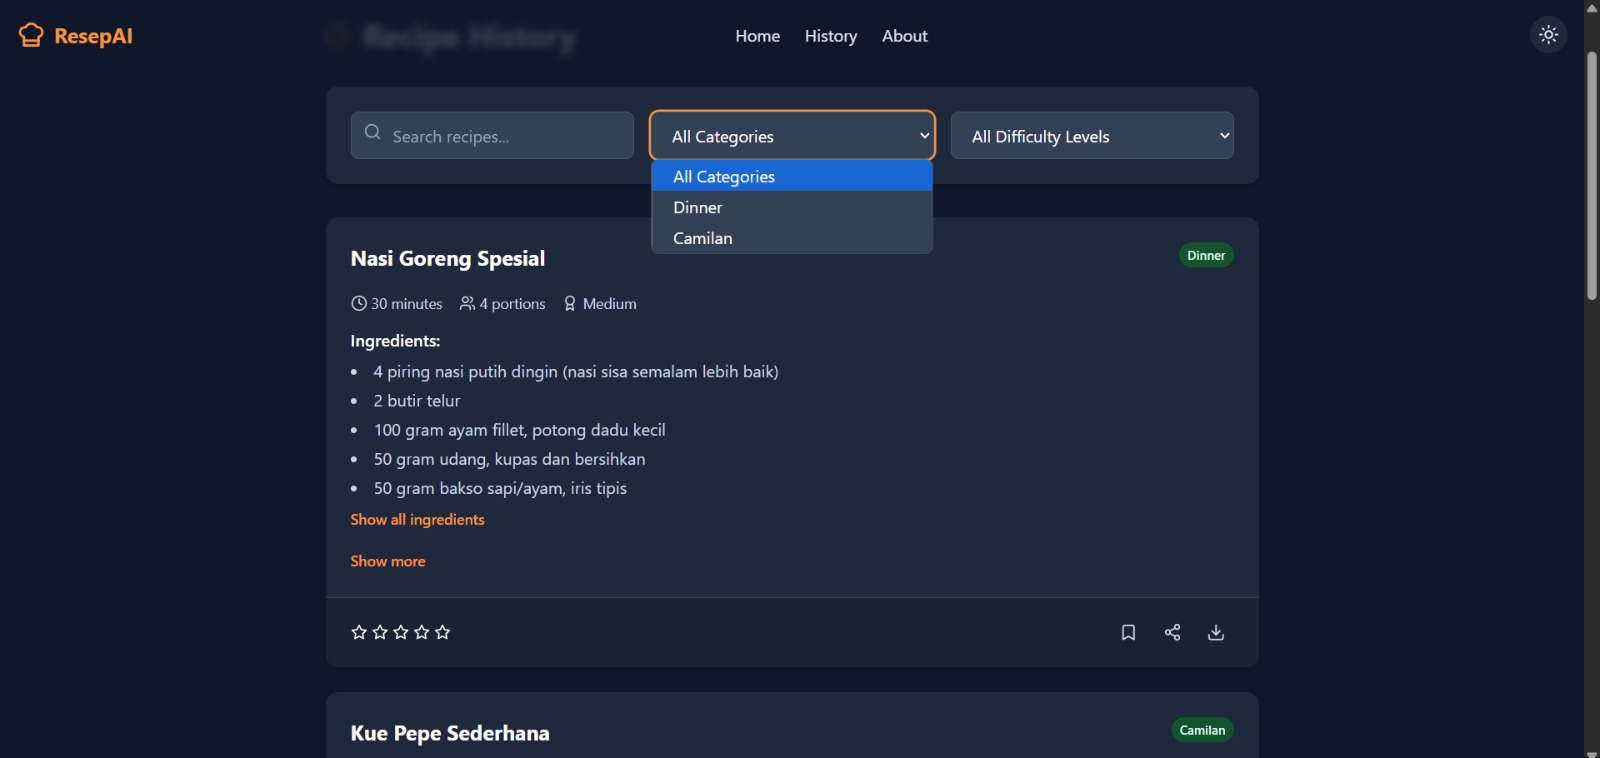 ResepAI
Recipe History
Home History About
Search recipes...
All Categories
All Difficulty Levels
All Categories
Dinner
Camilan
Nasi Goreng Spesial
Dinner
30 minutes 4 portions Medium
Ingredients:
4 piring nasi putih dingin (nasi sisa semalam lebih baik)
2 butir telur
100 gram ayam fillet, potong dadu kecil
50 gram udang, kupas dan bersihkan
50 gram bakso sapi/ayam, iris tipis
Show all ingredients
Show more
Kue Pepe Sederhana
Camilan